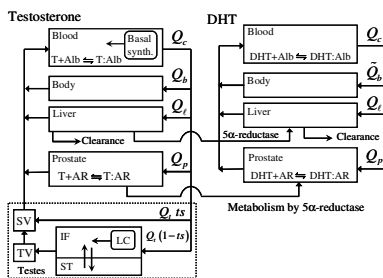 Testosterone
Blood
Basal
synth.
T+Alb ⇋ T:Alb
Q_c
Body
Q_b
Liver
Q_ℓ
Clearance
Prostate
Q_p
T+AR ⇋ T:AR
SV
Q_t ts
IF
LC
Q_t (1−ts)
TV
ST
Testes
DHT
Blood
Q_c
DHT+Alb ⇋ DHT:Alb
Body
Q̃_b
Liver
Q_ℓ
5α-reductase
Clearance
Prostate
Q_p
DHT+AR ⇋ DHT:AR
Metabolism by 5α-reductase